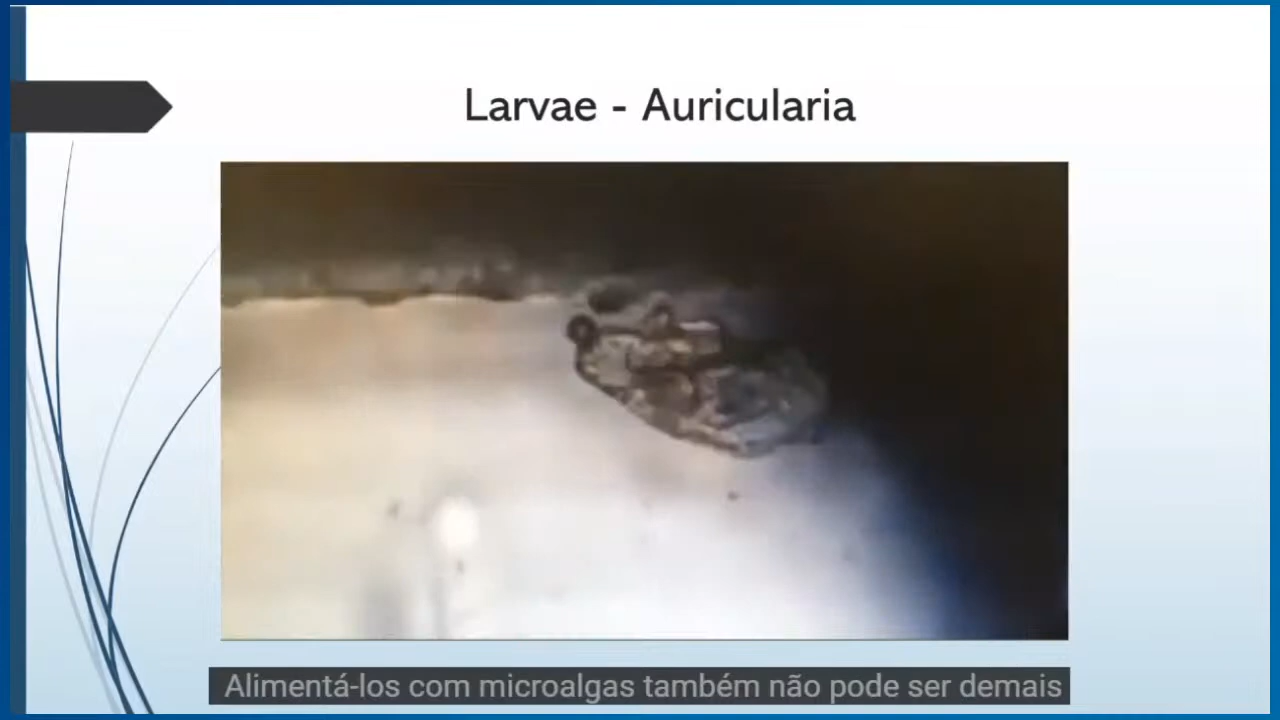 Larvae - Auricularia
Alimentá-los com microalgas também não pode ser demais